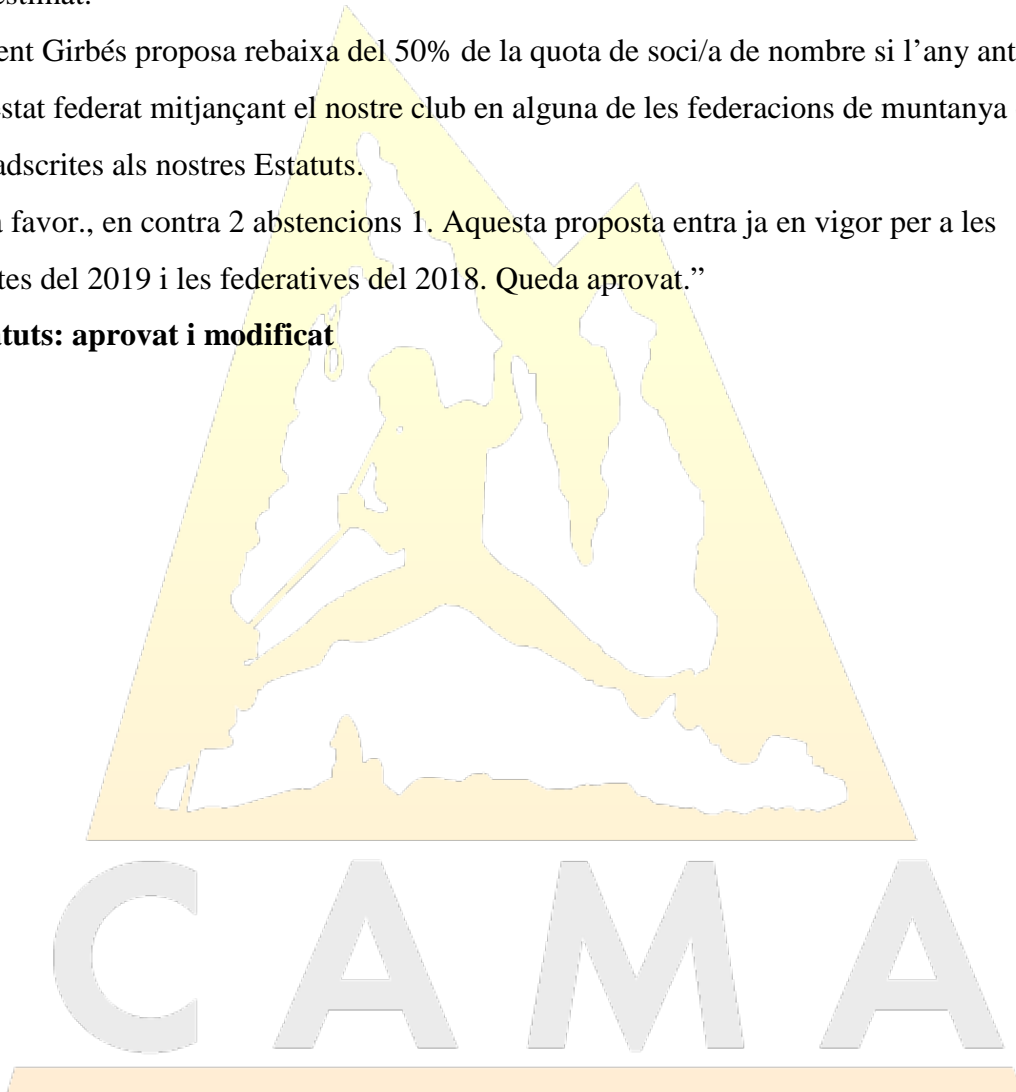 ent Girbés proposa rebaixa del 50% de la quota de soci/a de nombre si l’any ant
estat federat mitjançant el nostre club en alguna de les federacions de muntanya
adscrites als nostres Estatuts.
a favor., en contra 2 abstencions 1. Aquesta proposta entra ja en vigor per a les
tes del 2019 i les federatives del 2018. Queda aprovat.”
tuts: aprovat i modificat
CAMA